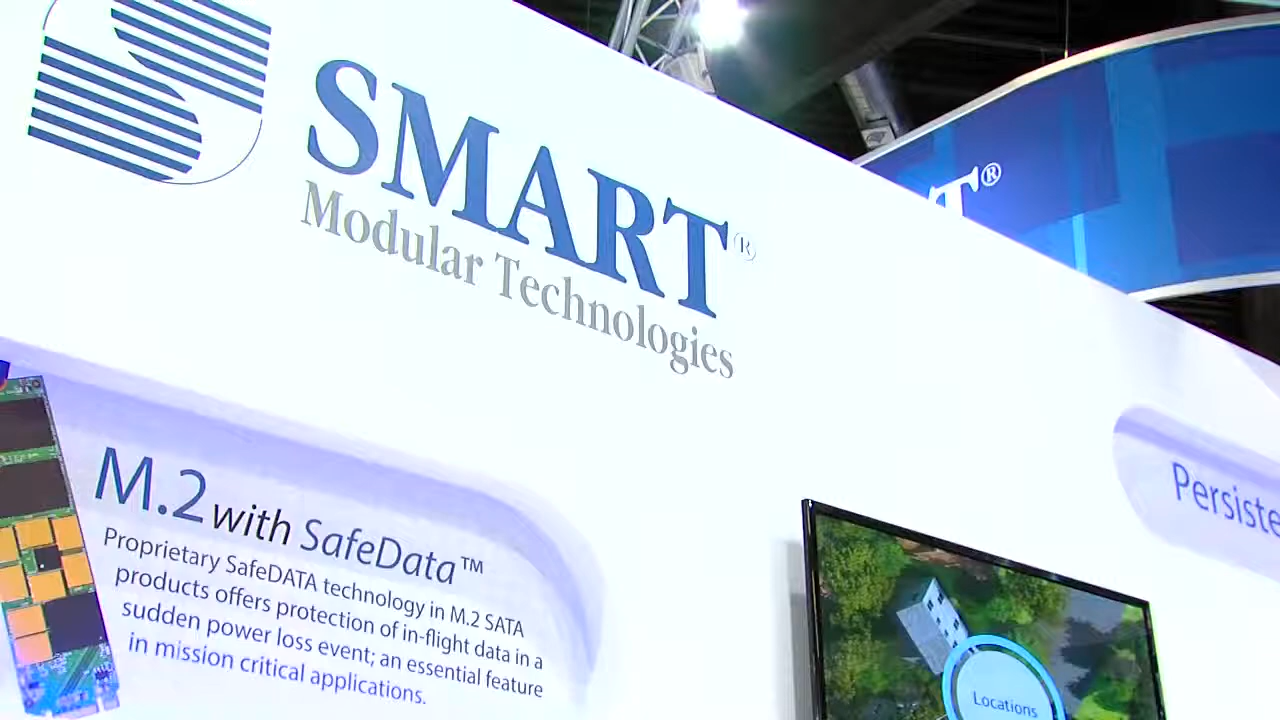 SMART®
Modular Technologies
T®
M.2 with SafeData™
Proprietary SafeDATA technology in M.2 SATA
products offers protection of in-flight data in a
sudden power loss event; an essential feature
in mission critical applications.
Persiste
Locations